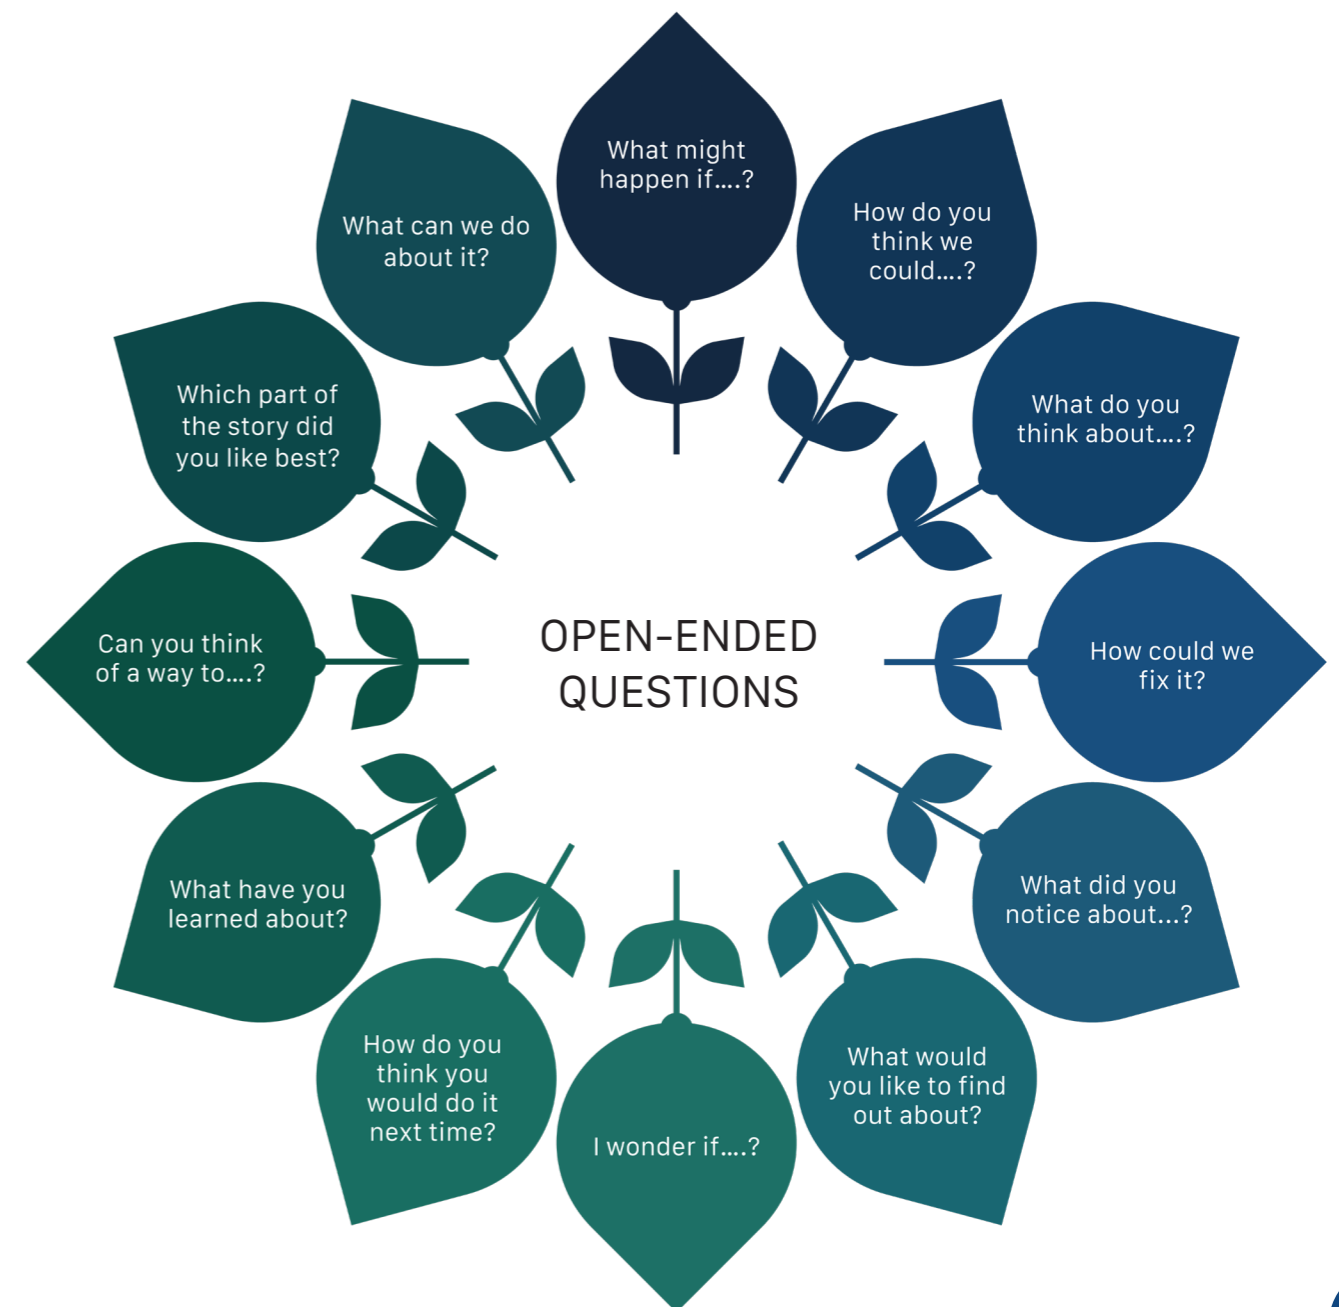 What might
happen if....?
How do you
think we
could....?
What do you
think about....?
How could we
fix it?
What did you
notice about...?
What would
you like to find
out about?
I wonder if....?
How do you
think you
would do it
next time?
What have you
learned about?
Can you think
of a way to....?
Which part of
the story did
you like best?
What can we do
about it?
OPEN-ENDED
QUESTIONS